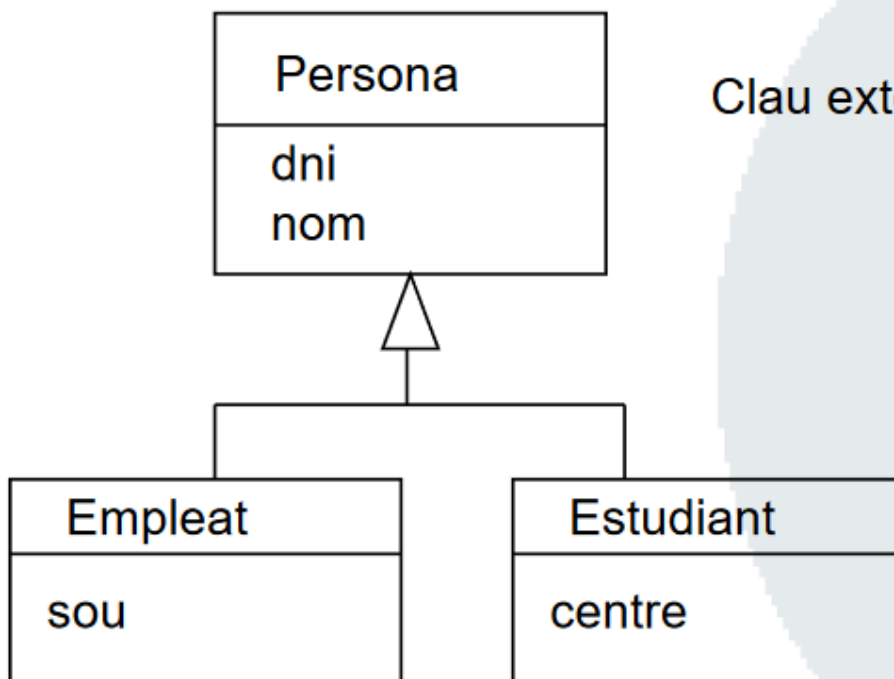 Persona
Clau ext
dni
nom
Empleat
Estudiant
sou
centre